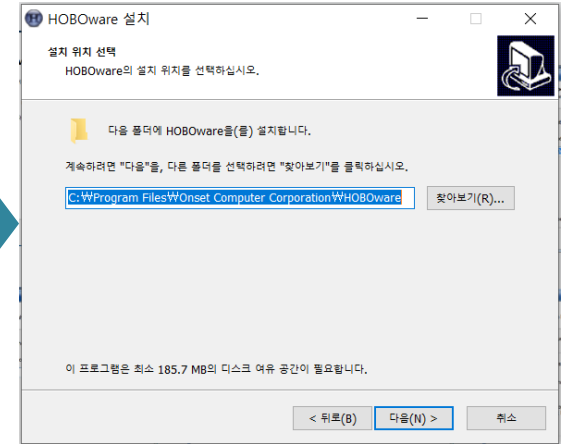 HOBOware 설치
설치 위치 선택
HOBOware의 설치 위치를 선택하십시오.
다음 폴더에 HOBOware을(를) 설치합니다.
계속하려면 "다음"을, 다른 폴더를 선택하려면 "찾아보기"를 클릭하십시오.
C:₩Program Files₩Onset Computer Corporation₩HOBOware
찾아보기(R)...
이 프로그램은 최소 185.7 MB의 디스크 여유 공간이 필요합니다.
< 뒤로(B)
다음(N) >
취소